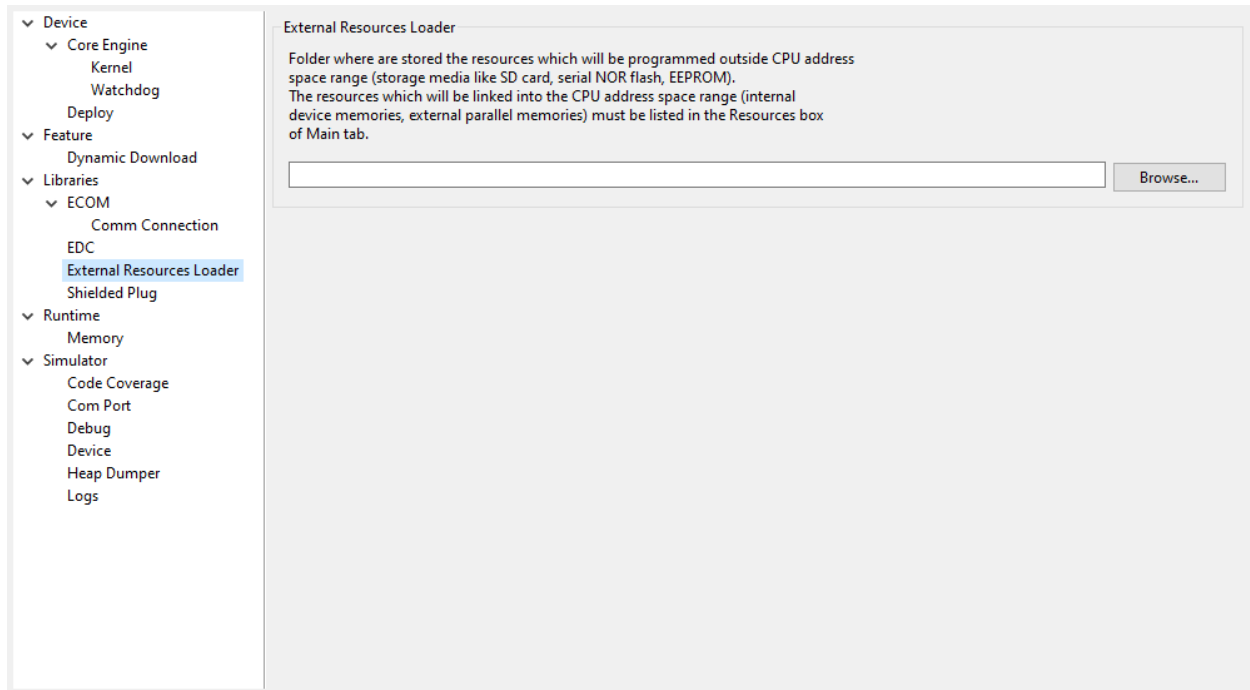 Device
Core Engine
Kernel
Watchdog
Deploy
Feature
Dynamic Download
Libraries
ECOM
Comm Connection
EDC
External Resources Loader
Shielded Plug
Runtime
Memory
Simulator
Code Coverage
Com Port
Debug
Device
Heap Dumper
Logs
External Resources Loader
Folder where are stored the resources which will be programmed outside CPU address
space range (storage media like SD card, serial NOR flash, EEPROM).
The resources which will be linked into the CPU address space range (internal
device memories, external parallel memories) must be listed in the Resources box
of Main tab.
Browse...